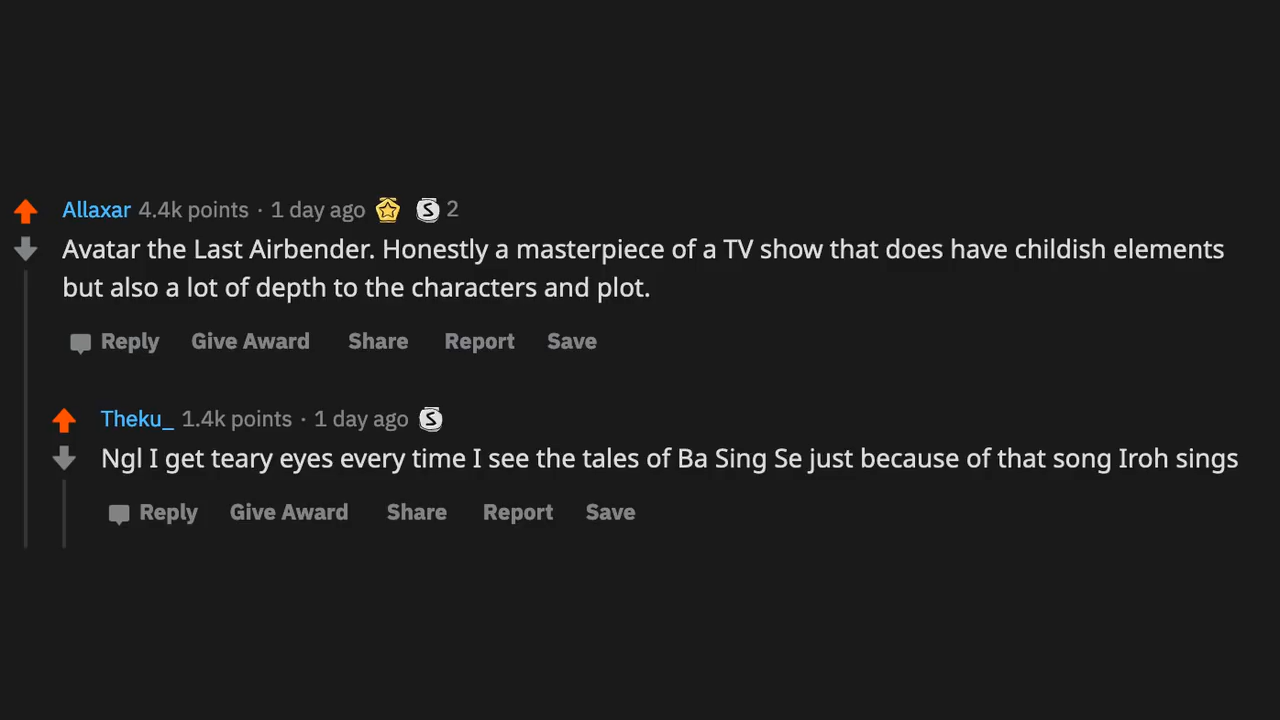 Allaxar 4.4k points · 1 day ago S 2
Avatar the Last Airbender. Honestly a masterpiece of a TV show that does have childish elements
but also a lot of depth to the characters and plot.
Reply Give Award Share Report Save
Theku_ 1.4k points · 1 day ago S
Ngl I get teary eyes every time I see the tales of Ba Sing Se just because of that song Iroh sings
Reply Give Award Share Report Save